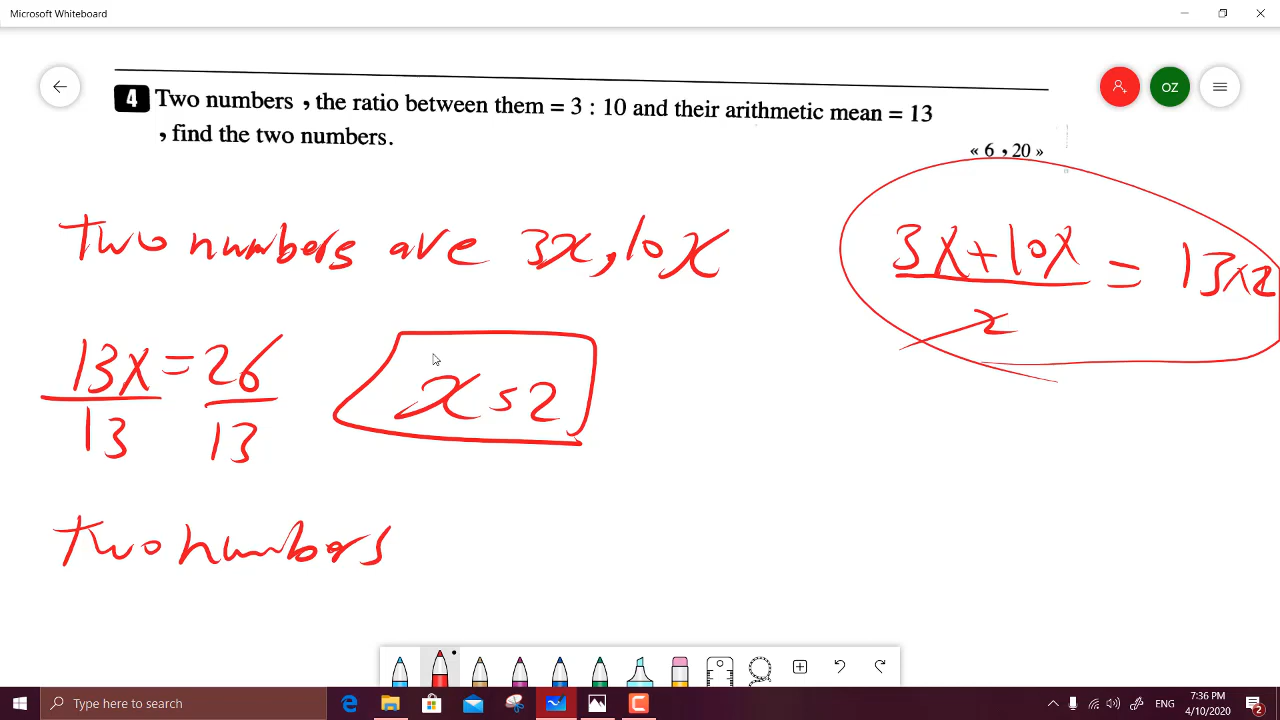 Microsoft Whiteboard
4 Two numbers , the ratio between them = 3 : 10 and their arithmetic mean = 13
, find the two numbers.
« 6 , 20 »
OZ
Two numbers are 3x, 10x
3x+10x
2
= 13x2
13x = 26
13 13
x = 2
Two numbers
Type here to search
ENG
7:36 PM
4/10/2020
2